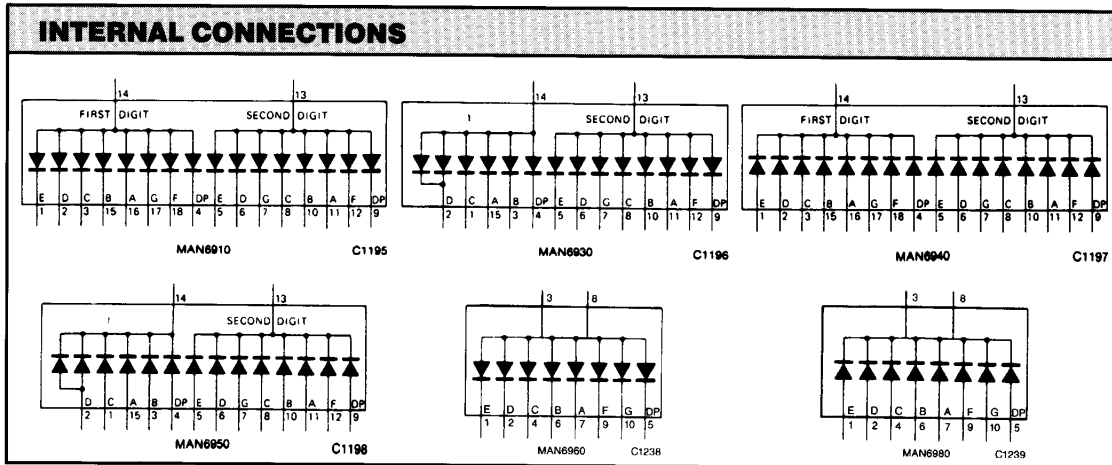 INTERNAL CONNECTIONS
14 13
FIRST DIGIT SECOND DIGIT
E D C B A G F DP E D G C B A F DP
1 2 3 15 16 17 18 4 5 6 7 8 10 11 12 9
MAN6910 C1195
14 13
1 SECOND DIGIT
D C A B DP E D G C B A F DP
2 1 15 3 4 5 6 7 8 10 11 12 9
MAN6930 C1196
14 13
FIRST DIGIT SECOND DIGIT
E D C B A G F DP E D G C B A F DP
1 2 3 15 16 17 18 4 5 6 7 8 10 11 12 9
MAN6940 C1197
14 13
1 SECOND DIGIT
D C A B DP E D G C B A F DP
2 1 15 3 4 5 6 7 8 10 11 12 9
MAN6950 C1198
3 8
E D C B A F G DP
1 2 4 6 7 9 10 5
MAN6960 C1238
3 8
E D C B A F G DP
1 2 4 6 7 9 10 5
MAN6980 C1239